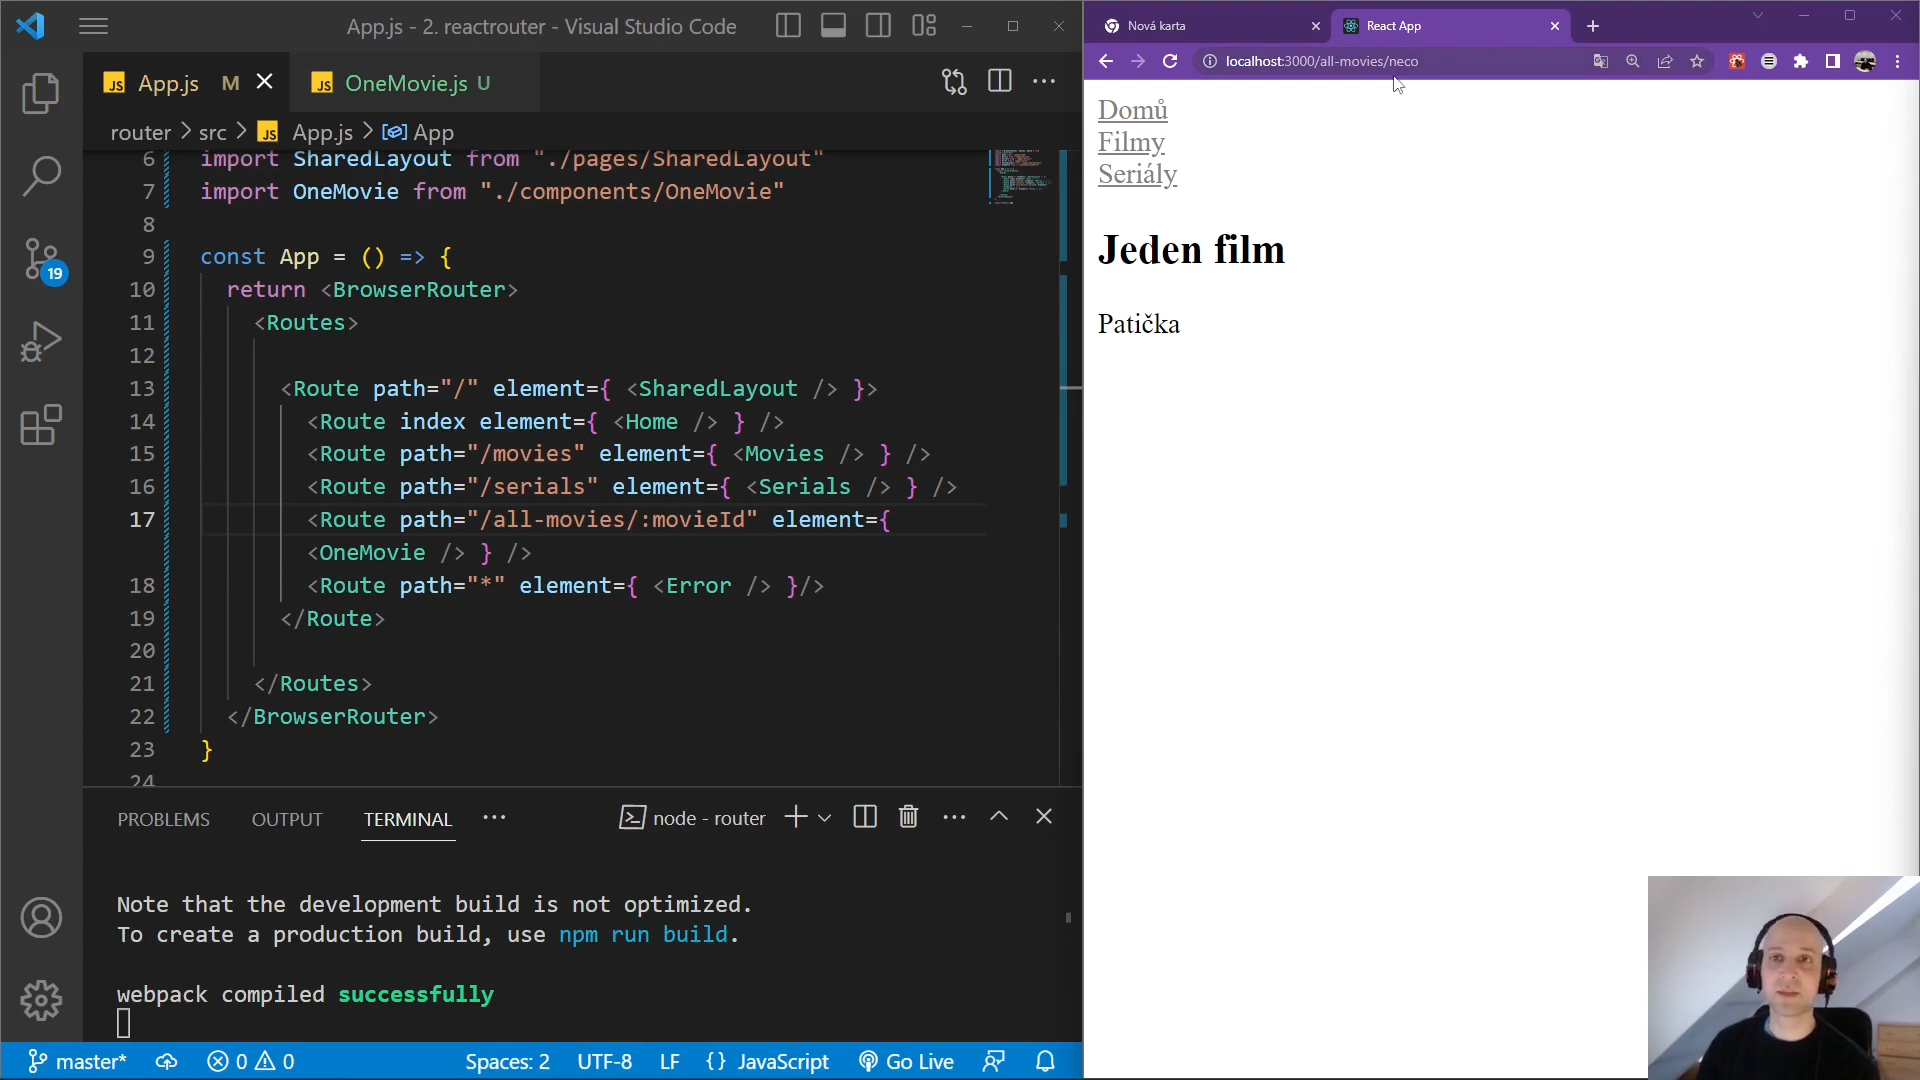 App.js - 2. reactrouter - Visual Studio Code
JS App.js M
JS OneMovie.js U
router > src > JS App.js > App
6 import SharedLayout from "./pages/SharedLayout"
7 import OneMovie from "./components/OneMovie"
8
9 const App = () => {
10 return <BrowserRouter>
11 <Routes>
12
13 <Route path="/" element={ <SharedLayout /> }>
14 <Route index element={ <Home /> } />
15 <Route path="/movies" element={ <Movies /> } />
16 <Route path="/serials" element={ <Serials /> } />
17 <Route path="/all-movies/:movieId" element={
<OneMovie /> } />
18 <Route path="*" element={ <Error /> }/>
19 </Route>
20
21 </Routes>
22 </BrowserRouter>
23 }
24
19
PROBLEMS OUTPUT TERMINAL ··· node - router
Note that the development build is not optimized.
To create a production build, use npm run build.
webpack compiled successfully
master* 0 0 Spaces: 2 UTF-8 LF {} JavaScript Go Live
Nová karta
React App
localhost:3000/all-movies/neco
Domů
Filmy
Seriály
Jeden film
Patička